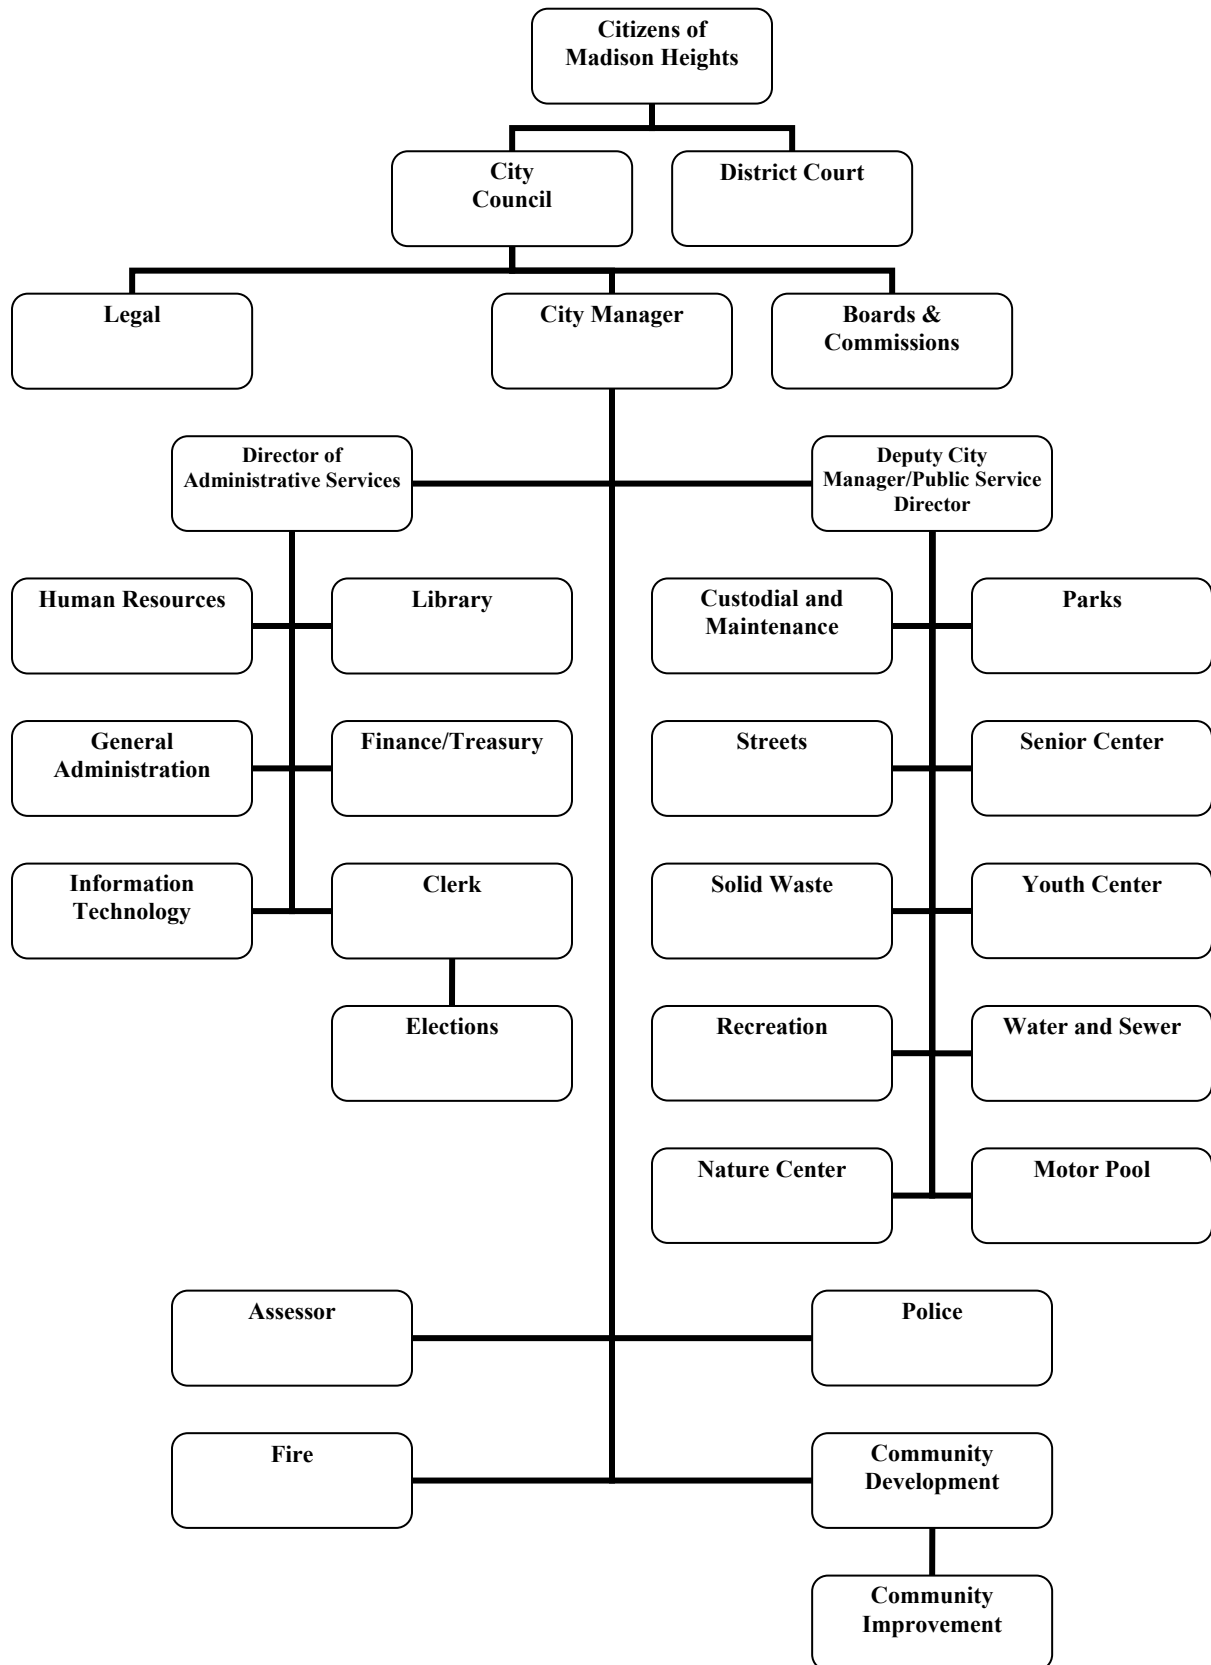 Citizens of
Madison Heights
City
Council
District Court
Legal
City Manager
Boards &
Commissions
Director of
Administrative Services
Deputy City
Manager/Public Service
Director
Human Resources
Library
Custodial and
Maintenance
Parks
General
Administration
Finance/Treasury
Streets
Senior Center
Information
Technology
Clerk
Solid Waste
Youth Center
Elections
Recreation
Water and Sewer
Nature Center
Motor Pool
Assessor
Police
Fire
Community
Development
Community
Improvement